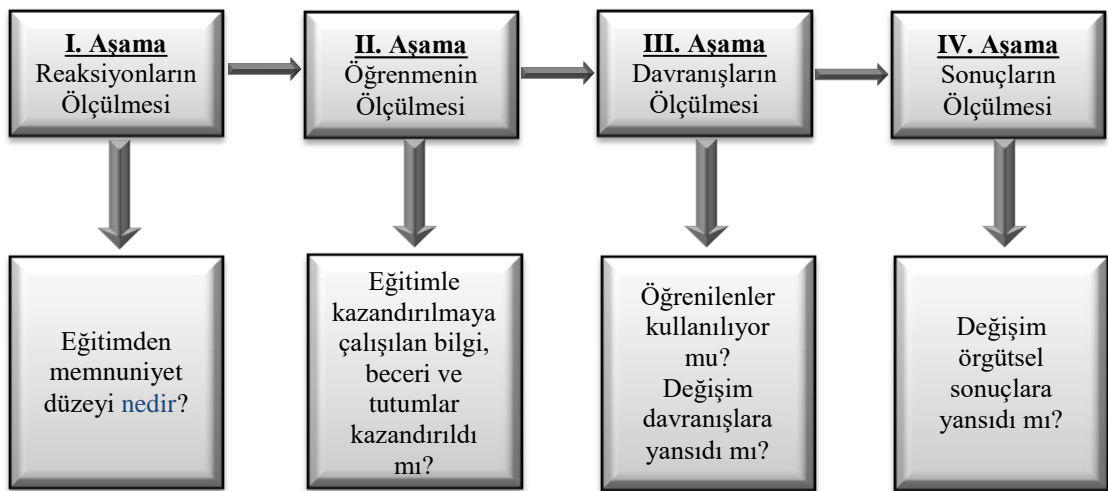 I. Aşama
Reaksiyonların
Ölçülmesi
II. Aşama
Öğrenmenin
Ölçülmesi
III. Aşama
Davranışların
Ölçülmesi
IV. Aşama
Sonuçların
Ölçülmesi
Eğitimden
memnuniyet
düzeyi nedir?
Eğitimle
kazandırılmaya
çalışılan bilgi,
beceri ve
tutumlar
kazandırıldı
mı?
Öğrenilenler
kullanılıyor
mu?
Değişim
davranışlara
yansıdı mı?
Değişim
örgütsel
sonuçlara
yansıdı mı?